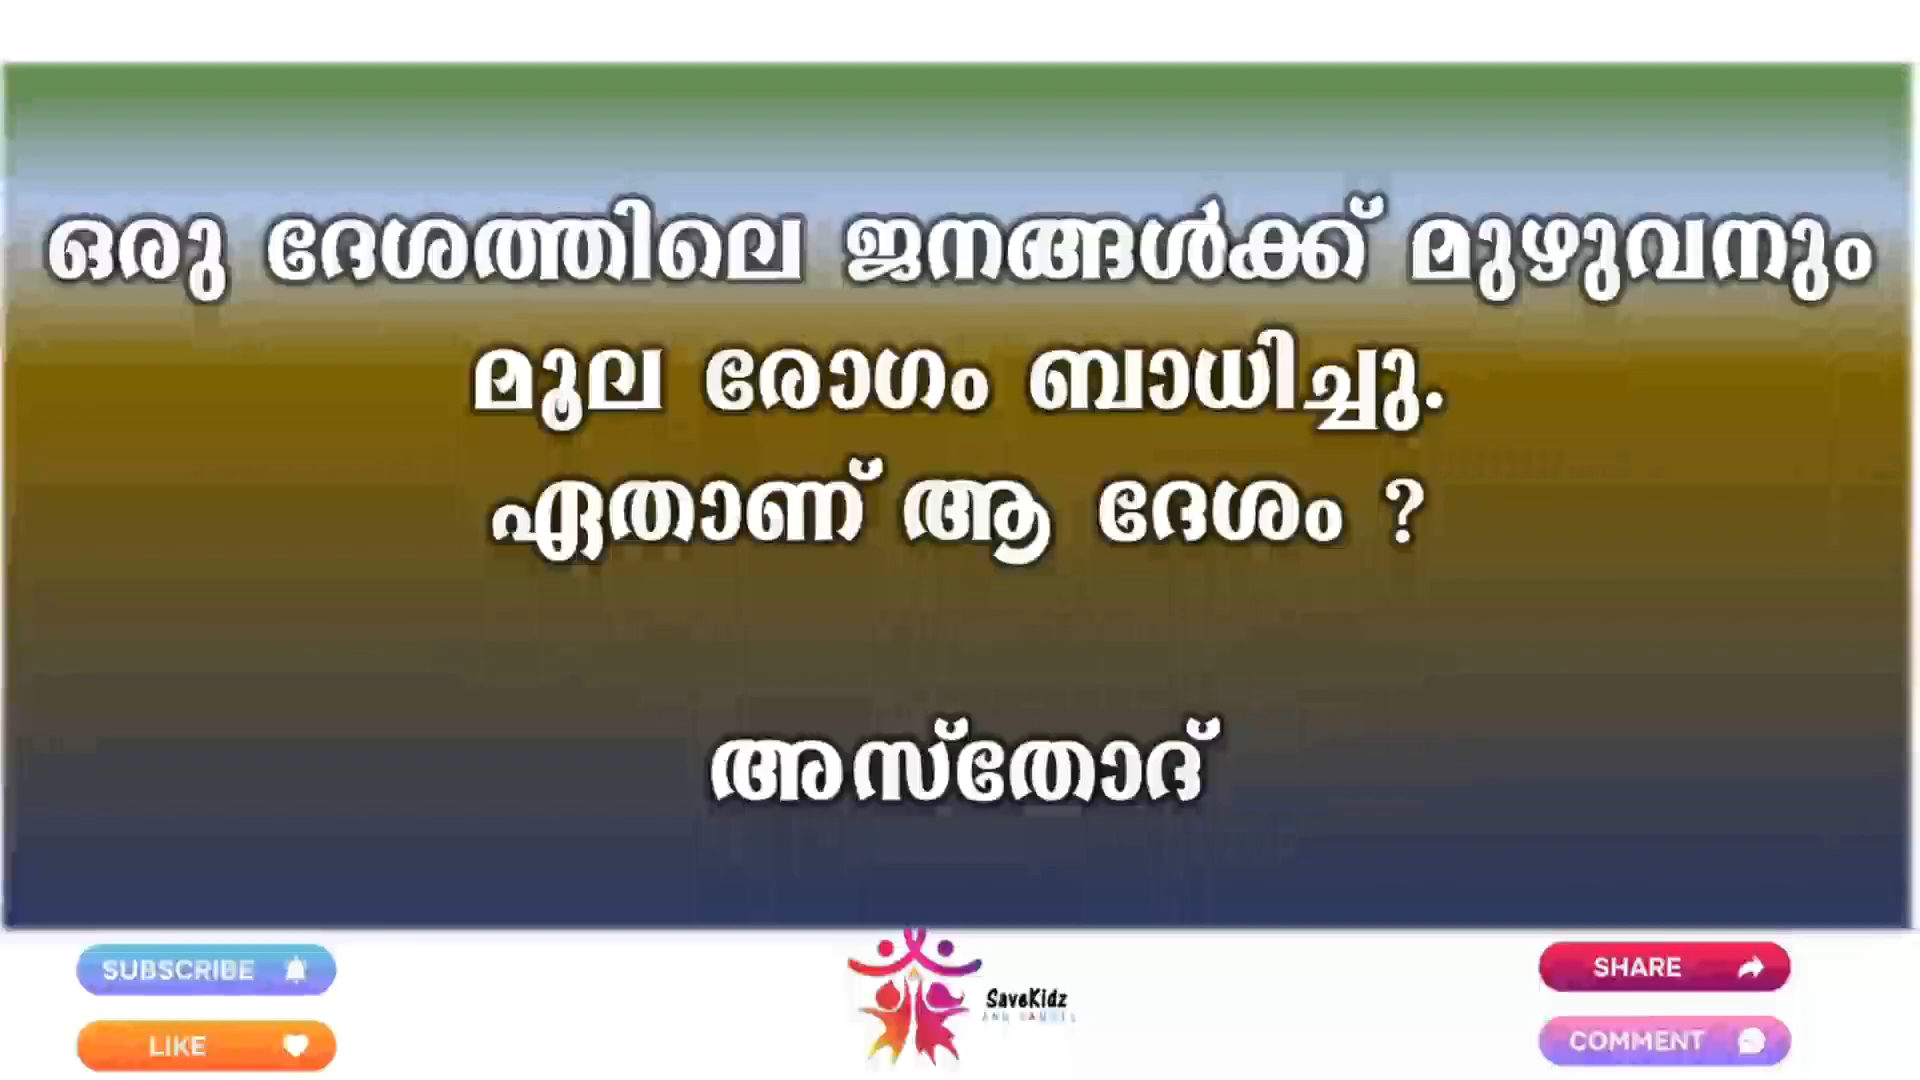 ഒരു ദേശത്തിലെ ജനങ്ങൾക്ക് മുഴുവനും
മൂല രോഗം ബാധിച്ചു.
ഏതാണ് ആ ദേശം ?
അസ്തോദ്
SUBSCRIBE
LIKE
SaveKidz
SHARE
COMMENT